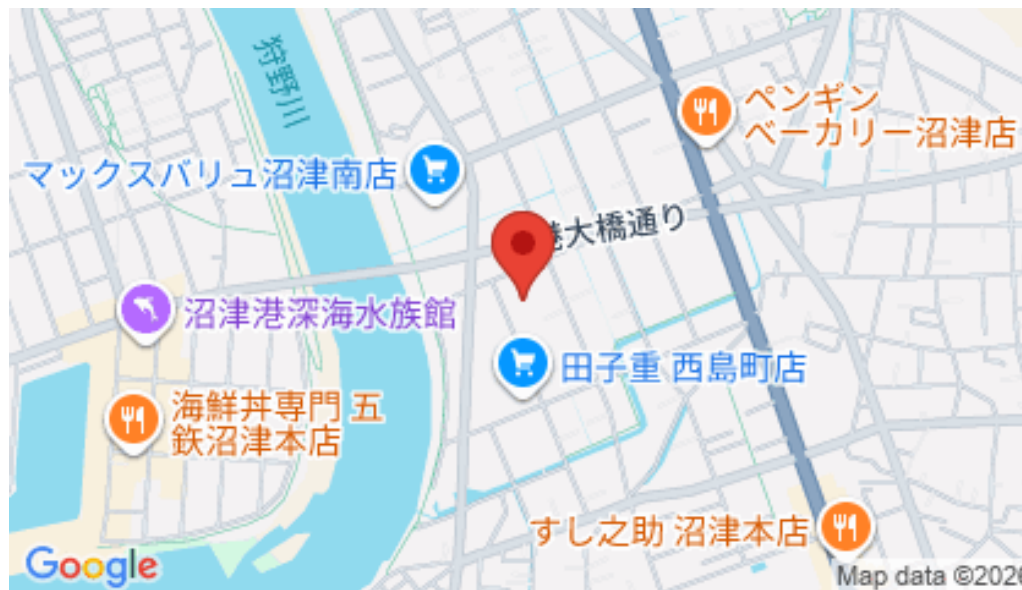 狩野川
ペンギン
ベーカリー沼津店
マックスバリュ沼津南店
港大橋通り
沼津港深海水族館
田子重 西島町店
海鮮丼専門 五
鉄沼津本店
すし之助 沼津本店
Google
Map data ©2026